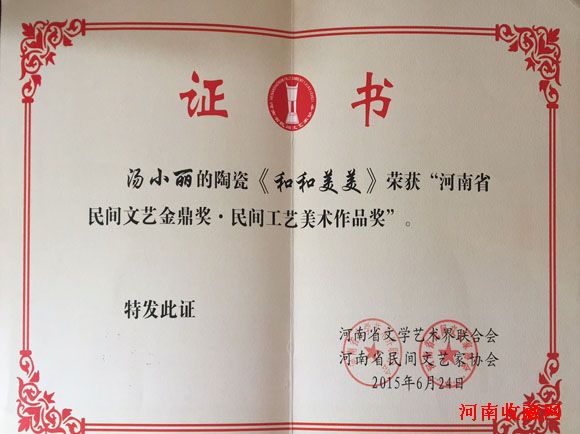 证 书
汤小丽的陶瓷《和和美美》荣获“河南省
民间文艺金鼎奖·民间工艺美术作品奖”。
特发此证
河南省文学艺术界联合会
河南省民间文艺家协会
2015年6月24日
河南收藏网